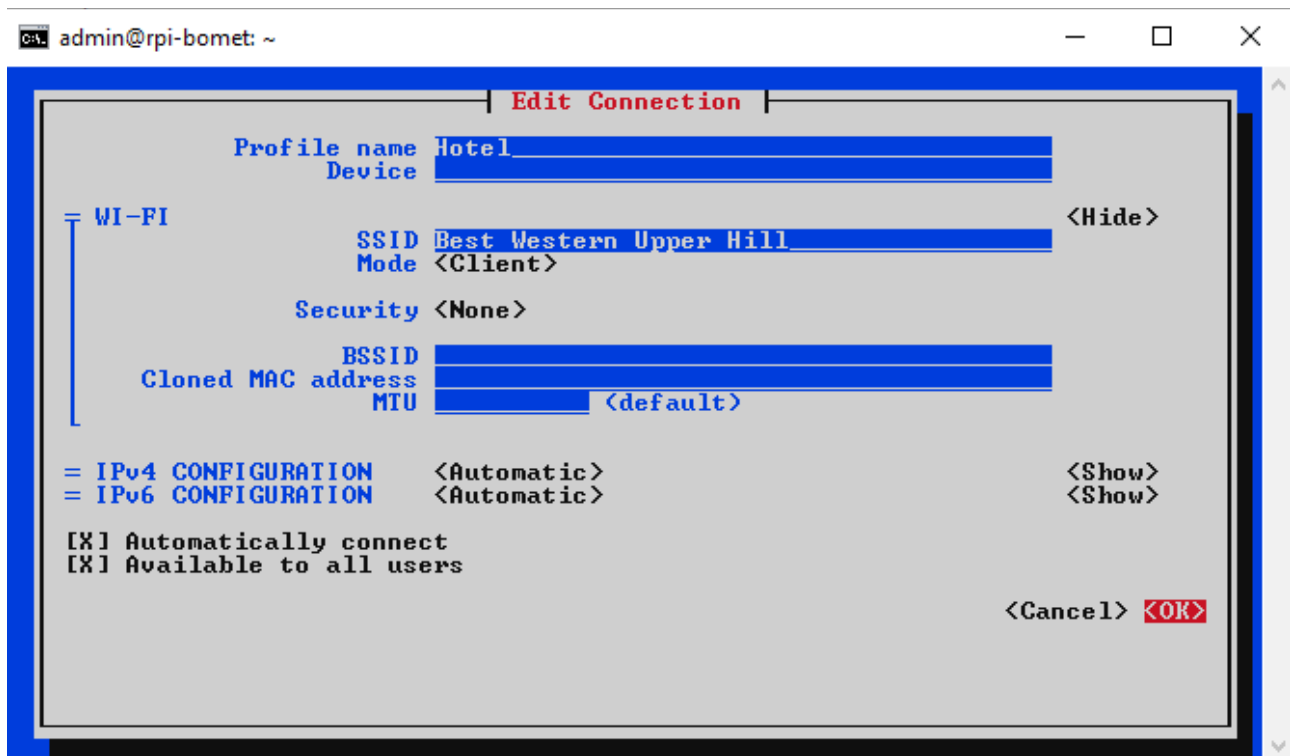 admin@rpi-bomet: ~
Edit Connection
Profile name Hotel
Device
= WI-FI <Hide>
SSID Best Western Upper Hill
Mode <Client>
Security <None>
BSSID
Cloned MAC address
MTU (default)
= IPv4 CONFIGURATION <Automatic> <Show>
= IPv6 CONFIGURATION <Automatic> <Show>
[X] Automatically connect
[X] Available to all users
<Cancel> <OK>